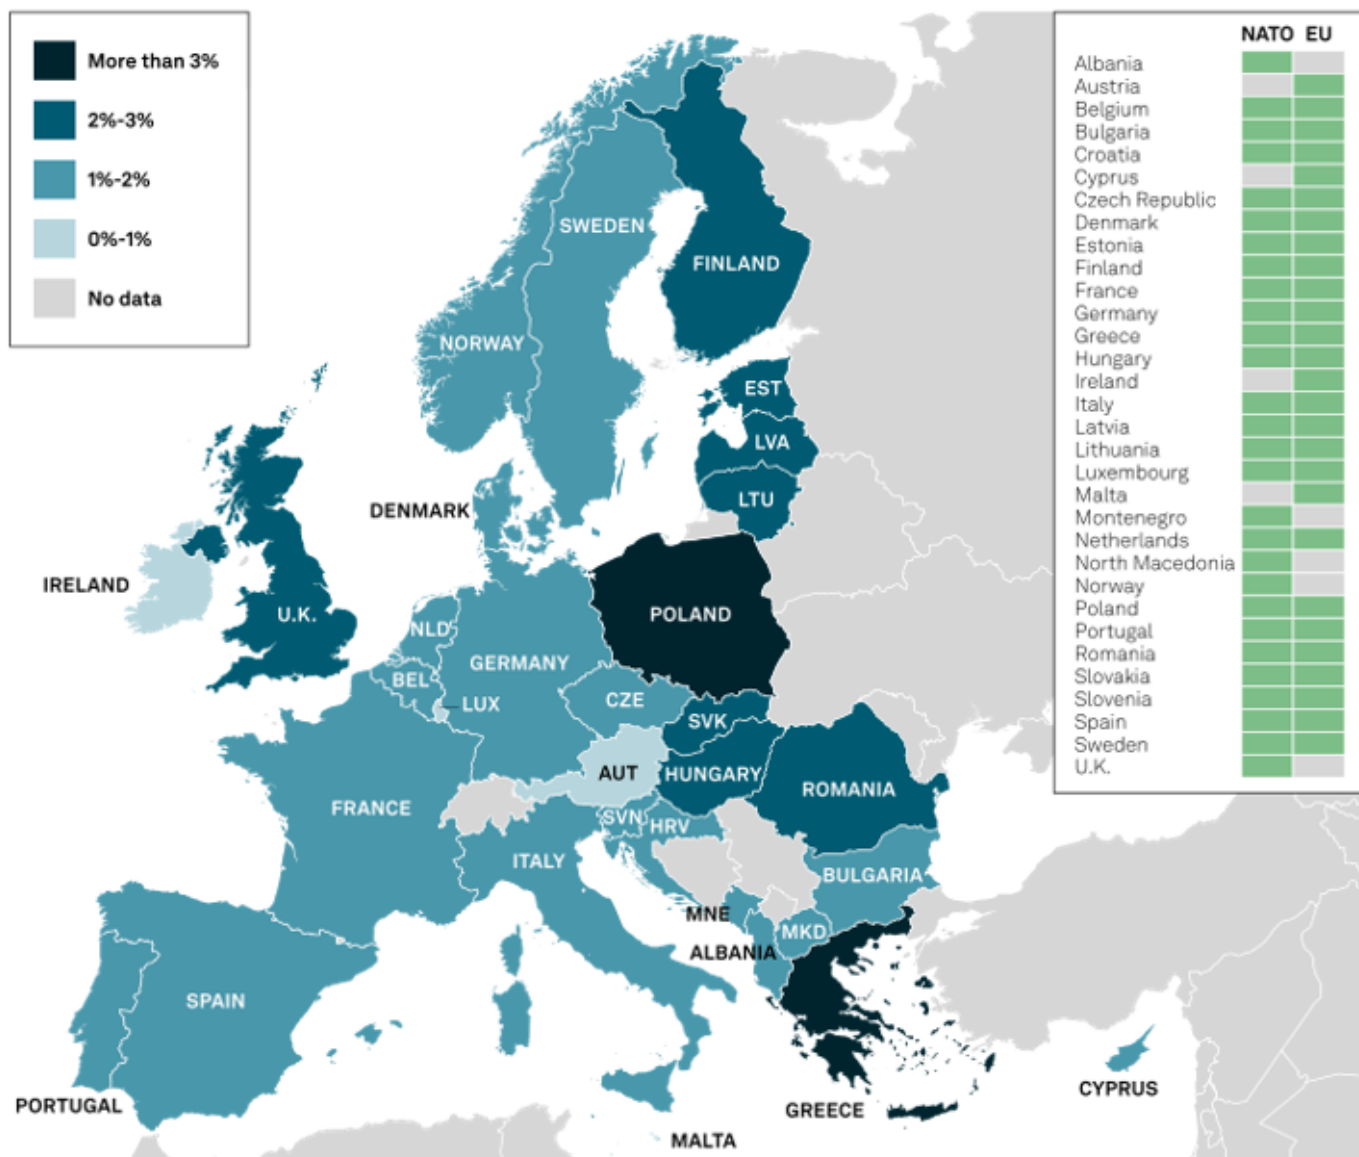 More than 3%
2%-3%
1%-2%
0%-1%
No data
NATO EU
Albania
Austria
Belgium
Bulgaria
Croatia
Cyprus
Czech Republic
Denmark
Estonia
Finland
France
Germany
Greece
Hungary
Ireland
Italy
Latvia
Lithuania
Luxembourg
Malta
Montenegro
Netherlands
North Macedonia
Norway
Poland
Portugal
Romania
Slovakia
Slovenia
Spain
Sweden
U.K.
SWEDEN
FINLAND
NORWAY
EST
LVA
LTU
DENMARK
IRELAND
U.K.
POLAND
NLD
GERMANY
BEL
LUX
CZE
SVK
AUT
HUNGARY
ROMANIA
FRANCE
SVN
HRV
ITALY
BULGARIA
MNE
MKD
ALBANIA
SPAIN
PORTUGAL
GREECE
CYPRUS
MALTA